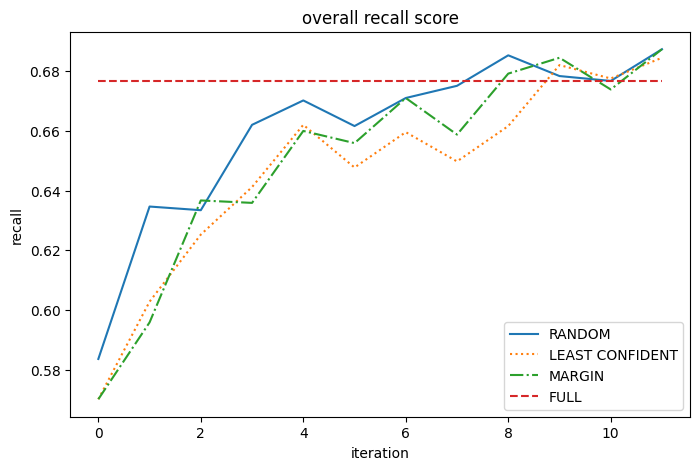 overall recall score
recall
0.68
0.66
0.64
0.62
0.60
0.58
0 2 4 6 8 10
iteration
RANDOM
LEAST CONFIDENT
MARGIN
FULL